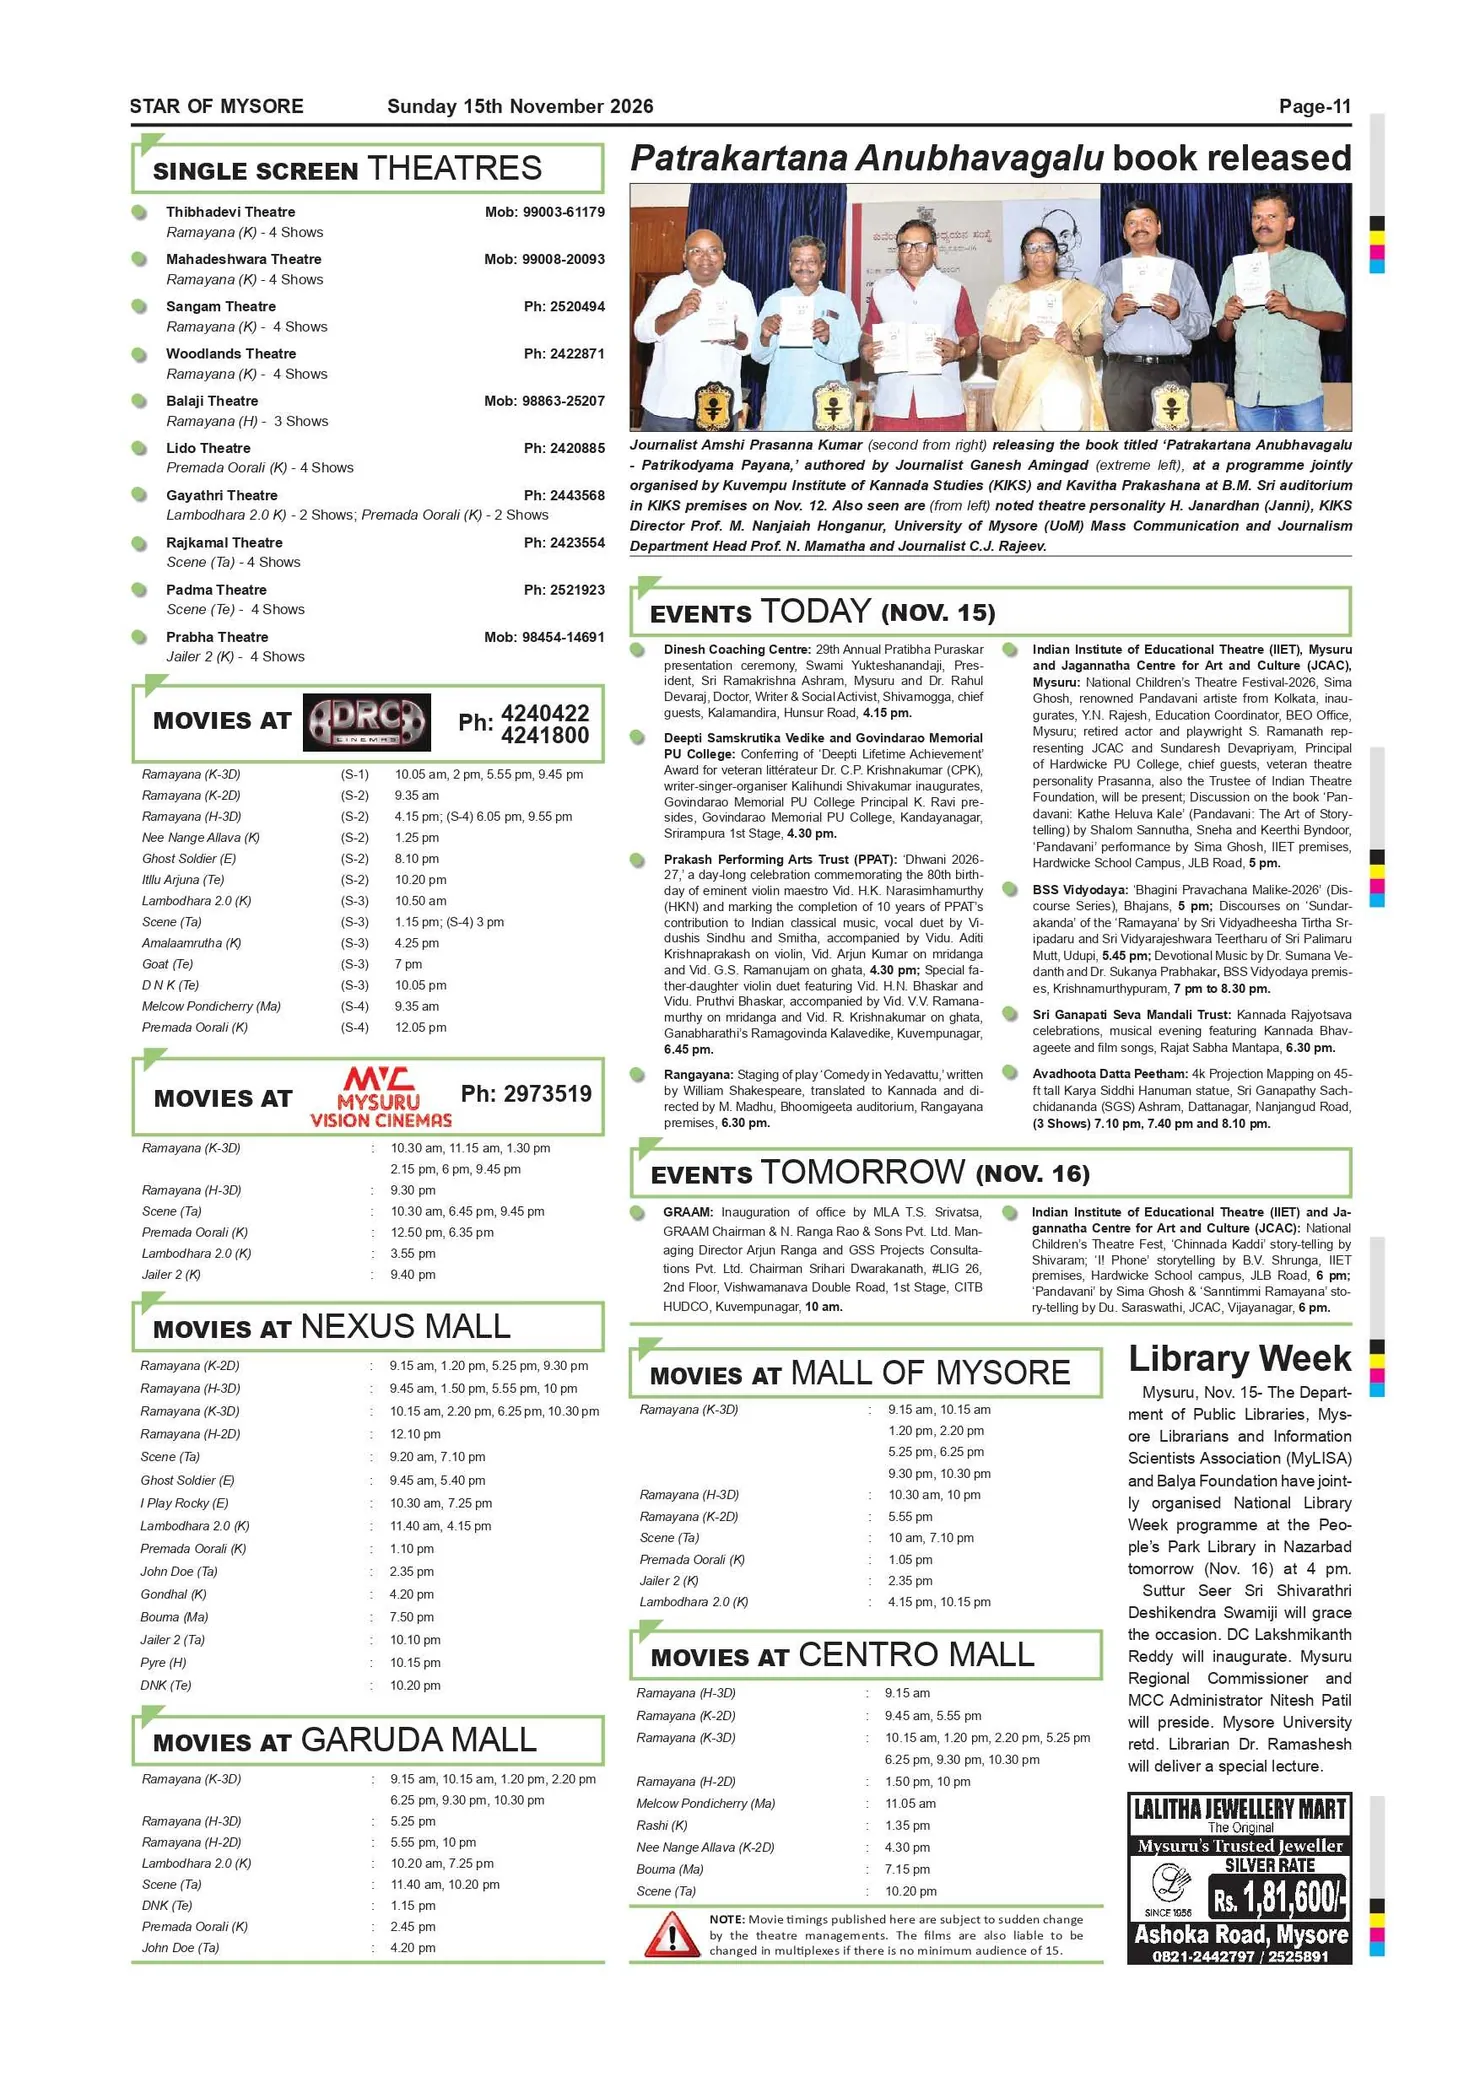 STAR OF MYSORE Sunday 15th November 2026 Page-11
SINGLE SCREEN THEATRES
Thibhadevi Theatre Mob: 99003-61179
Ramayana (K) - 4 Shows
Mahadeshwara Theatre Mob: 99008-20093
Ramayana (K) - 4 Shows
Sangam Theatre Ph: 2520494
Ramayana (K) - 4 Shows
Woodlands Theatre Ph: 2422871
Ramayana (K) - 4 Shows
Balaji Theatre Mob: 98863-25207
Ramayana (H) - 3 Shows
Lido Theatre Ph: 2420885
Premada Oorali (K) - 4 Shows
Gayathri Theatre Ph: 2443568
Lambodhara 2.0 K) - 2 Shows; Premada Oorali (K) - 2 Shows
Rajkamal Theatre Ph: 2423554
Scene (Ta) - 4 Shows
Padma Theatre Ph: 2521923
Scene (Te) - 4 Shows
Prabha Theatre Mob: 98454-14691
Jailer 2 (K) - 4 Shows
MOVIES AT DRC CINEMAS Ph: 4240422
4241800
Ramayana (K-3D) (S-1) 10.05 am, 2 pm, 5.55 pm, 9.45 pm
Ramayana (K-2D) (S-2) 9.35 am
Ramayana (H-3D) (S-2) 4.15 pm; (S-4) 6.05 pm, 9.55 pm
Nee Nange Allava (K) (S-2) 1.25 pm
Ghost Soldier (E) (S-2) 8.10 pm
Itllu Arjuna (Te) (S-2) 10.20 pm
Lambodhara 2.0 (K) (S-3) 10.50 am
Scene (Ta) (S-3) 1.15 pm; (S-4) 3 pm
Amalaamrutha (K) (S-3) 4.25 pm
Goat (Te) (S-3) 7 pm
D N K (Te) (S-3) 10.05 pm
Melcow Pondicherry (Ma) (S-4) 9.35 am
Premada Oorali (K) (S-4) 12.05 pm
MOVIES AT MVC MYSURU VISION CINEMAS Ph: 2973519
Ramayana (K-3D) : 10.30 am, 11.15 am, 1.30 pm
2.15 pm, 6 pm, 9.45 pm
Ramayana (H-3D) : 9.30 pm
Scene (Ta) : 10.30 am, 6.45 pm, 9.45 pm
Premada Oorali (K) : 12.50 pm, 6.35 pm
Lambodhara 2.0 (K) : 3.55 pm
Jailer 2 (K) : 9.40 pm
MOVIES AT NEXUS MALL
Ramayana (K-2D) : 9.15 am, 1.20 pm, 5.25 pm, 9.30 pm
Ramayana (H-3D) : 9.45 am, 1.50 pm, 5.55 pm, 10 pm
Ramayana (K-3D) : 10.15 am, 2.20 pm, 6.25 pm, 10.30 pm
Ramayana (H-2D) : 12.10 pm
Scene (Ta) : 9.20 am, 7.10 pm
Ghost Soldier (E) : 9.45 am, 5.40 pm
I Play Rocky (E) : 10.30 am, 7.25 pm
Lambodhara 2.0 (K) : 11.40 am, 4.15 pm
Premada Oorali (K) : 1.10 pm
John Doe (Ta) : 2.35 pm
Gondhal (K) : 4.20 pm
Bouma (Ma) : 7.50 pm
Jailer 2 (Ta) : 10.10 pm
Pyre (H) : 10.15 pm
DNK (Te) : 10.20 pm
MOVIES AT GARUDA MALL
Ramayana (K-3D) : 9.15 am, 10.15 am, 1.20 pm, 2.20 pm
6.25 pm, 9.30 pm, 10.30 pm
Ramayana (H-3D) : 5.25 pm
Ramayana (H-2D) : 5.55 pm, 10 pm
Lambodhara 2.0 (K) : 10.20 am, 7.25 pm
Scene (Ta) : 11.40 am, 10.20 pm
DNK (Te) : 1.15 pm
Premada Oorali (K) : 2.45 pm
John Doe (Ta) : 4.20 pm
Patrakartana Anubhavagalu book released
Journalist Amshi Prasanna Kumar (second from right) releasing the book titled ‘Patrakartana Anubhavagalu
- Patrikodyama Payana,’ authored by Journalist Ganesh Amingad (extreme left), at a programme jointly
organised by Kuvempu Institute of Kannada Studies (KIKS) and Kavitha Prakashana at B.M. Sri auditorium
in KIKS premises on Nov. 12. Also seen are (from left) noted theatre personality H. Janardhan (Janni), KIKS
Director Prof. M. Nanjaiah Honganur, University of Mysore (UoM) Mass Communication and Journalism
Department Head Prof. N. Mamatha and Journalist C.J. Rajeev.
EVENTS TODAY (NOV. 15)
Dinesh Coaching Centre: 29th Annual Pratibha Puraskar
presentation ceremony, Swami Yukteshanandaji, Pres-
ident, Sri Ramakrishna Ashram, Mysuru and Dr. Rahul
Devaraj, Doctor, Writer & Social Activist, Shivamogga, chief
guests, Kalamandira, Hunsur Road, 4.15 pm.
Deepti Samskrutika Vedike and Govindarao Memorial
PU College: Conferring of ‘Deepti Lifetime Achievement’
Award for veteran littérateur Dr. C.P. Krishnakumar (CPK),
writer-singer-organiser Kalihundi Shivakumar inaugurates,
Govindarao Memorial PU College Principal K. Ravi pre-
sides, Govindarao Memorial PU College, Kandayanagar,
Srirampura 1st Stage, 4.30 pm.
Prakash Performing Arts Trust (PPAT): ‘Dhwani 2026-
27,’ a day-long celebration commemorating the 80th birth-
day of eminent violin maestro Vid. H.K. Narasimhamurthy
(HKN) and marking the completion of 10 years of PPAT’s
contribution to Indian classical music, vocal duet by Vi-
dushis Sindhu and Smitha, accompanied by Vidu. Aditi
Krishnaprakash on violin, Vid. Arjun Kumar on mridanga
and Vid. G.S. Ramanujam on ghata, 4.30 pm; Special fa-
ther-daughter violin duet featuring Vid. H.N. Bhaskar and
Vidu. Pruthvi Bhaskar, accompanied by Vid. V.V. Ramana-
murthy on mridanga and Vid. R. Krishnakumar on ghata,
Ganabharathi’s Ramagovinda Kalavedike, Kuvempunagar,
6.45 pm.
Rangayana: Staging of play ‘Comedy in Yedavattu,’ written
by William Shakespeare, translated to Kannada and di-
rected by M. Madhu, Bhoomigeeta auditorium, Rangayana
premises, 6.30 pm.
Indian Institute of Educational Theatre (IIET), Mysuru
and Jagannatha Centre for Art and Culture (JCAC),
Mysuru: National Children’s Theatre Festival-2026, Sima
Ghosh, renowned Pandavani artiste from Kolkata, inau-
gurates, Y.N. Rajesh, Education Coordinator, BEO Office,
Mysuru; retired actor and playwright S. Ramanath rep-
resenting JCAC and Sundaresh Devapriyam, Principal
of Hardwicke PU College, chief guests, veteran theatre
personality Prasanna, also the Trustee of Indian Theatre
Foundation, will be present; Discussion on the book ‘Pan-
davani: Kathe Heluva Kale’ (Pandavani: The Art of Story-
telling) by Shalom Sannutha, Sneha and Keerthi Byndoor,
‘Pandavani’ performance by Sima Ghosh, IIET premises,
Hardwicke School Campus, JLB Road, 5 pm.
BSS Vidyodaya: ‘Bhagini Pravachana Malike-2026’ (Dis-
course Series), Bhajans, 5 pm; Discourses on ‘Sundar-
akanda’ of the ‘Ramayana’ by Sri Vidyadheesha Tirtha Sr-
ipadaru and Sri Vidyarajeshwara Teertharu of Sri Palimaru
Mutt, Udupi, 5.45 pm; Devotional Music by Dr. Sumana Ve-
danth and Dr. Sukanya Prabhakar, BSS Vidyodaya premis-
es, Krishnamurthypuram, 7 pm to 8.30 pm.
Sri Ganapati Seva Mandali Trust: Kannada Rajyotsava
celebrations, musical evening featuring Kannada Bhav-
ageete and film songs, Rajat Sabha Mantapa, 6.30 pm.
Avadhoota Datta Peetham: 4k Projection Mapping on 45-
ft tall Karya Siddhi Hanuman statue, Sri Ganapathy Sach-
chidananda (SGS) Ashram, Dattanagar, Nanjangud Road,
(3 Shows) 7.10 pm, 7.40 pm and 8.10 pm.
EVENTS TOMORROW (NOV. 16)
GRAAM: Inauguration of office by MLA T.S. Srivatsa,
GRAAM Chairman & N. Ranga Rao & Sons Pvt. Ltd. Man-
aging Director Arjun Ranga and GSS Projects Consulta-
tions Pvt. Ltd. Chairman Srihari Dwarakanath, #LIG 26,
2nd Floor, Vishwamanava Double Road, 1st Stage, CITB
HUDCO, Kuvempunagar, 10 am.
Indian Institute of Educational Theatre (IIET) and Ja-
gannatha Centre for Art and Culture (JCAC): National
Children’s Theatre Fest, ‘Chinnada Kaddi’ story-telling by
Shivaram; ‘I! Phone’ storytelling by B.V. Shrunga, IIET
premises, Hardwicke School campus, JLB Road, 6 pm;
‘Pandavani’ by Sima Ghosh & ‘Sanntimmi Ramayana’ sto-
ry-telling by Du. Saraswathi, JCAC, Vijayanagar, 6 pm.
MOVIES AT MALL OF MYSORE
Ramayana (K-3D) : 9.15 am, 10.15 am
1.20 pm, 2.20 pm
5.25 pm, 6.25 pm
9.30 pm, 10.30 pm
Ramayana (H-3D) : 10.30 am, 10 pm
Ramayana (K-2D) : 5.55 pm
Scene (Ta) : 10 am, 7.10 pm
Premada Oorali (K) : 1.05 pm
Jailer 2 (K) : 2.35 pm
Lambodhara 2.0 (K) : 4.15 pm, 10.15 pm
MOVIES AT CENTRO MALL
Ramayana (H-3D) : 9.15 am
Ramayana (K-2D) : 9.45 am, 5.55 pm
Ramayana (K-3D) : 10.15 am, 1.20 pm, 2.20 pm, 5.25 pm
6.25 pm, 9.30 pm, 10.30 pm
Ramayana (H-2D) : 1.50 pm, 10 pm
Melcow Pondicherry (Ma) : 11.05 am
Rashi (K) : 1.35 pm
Nee Nange Allava (K-2D) : 4.30 pm
Bouma (Ma) : 7.15 pm
Scene (Ta) : 10.20 pm
NOTE: Movie timings published here are subject to sudden change
by the theatre managements. The films are also liable to be
changed in multiplexes if there is no minimum audience of 15.
Library Week
Mysuru, Nov. 15- The Depart-
ment of Public Libraries, Mys-
ore Librarians and Information
Scientists Association (MyLISA)
and Balya Foundation have joint-
ly organised National Library
Week programme at the Peo-
ple’s Park Library in Nazarbad
tomorrow (Nov. 16) at 4 pm.
Suttur Seer Sri Shivarathri
Deshikendra Swamiji will grace
the occasion. DC Lakshmikanth
Reddy will inaugurate. Mysuru
Regional Commissioner and
MCC Administrator Nitesh Patil
will preside. Mysore University
retd. Librarian Dr. Ramashesh
will deliver a special lecture.
LALITHA JEWELLERY MART
The Original
Mysuru's Trusted Jeweller
SILVER RATE
SINCE 1956 Rs. 1,81,600/-
Ashoka Road, Mysore
0821-2442797 / 2525891